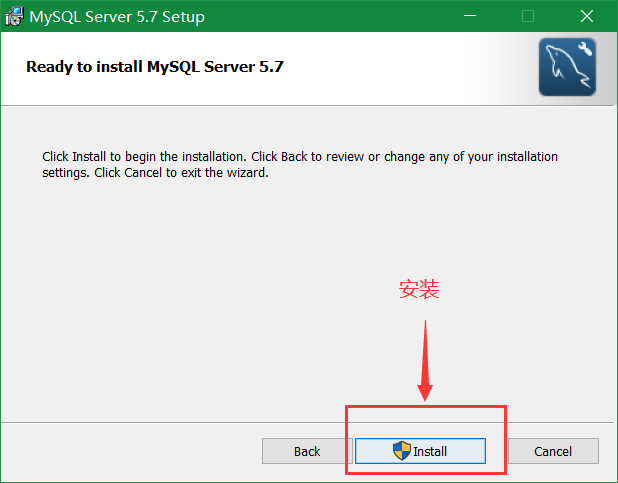 MySQL Server 5.7 Setup
Ready to install MySQL Server 5.7
Click Install to begin the installation. Click Back to review or change any of your installation
settings. Click Cancel to exit the wizard.
安装
Back
Install
Cancel